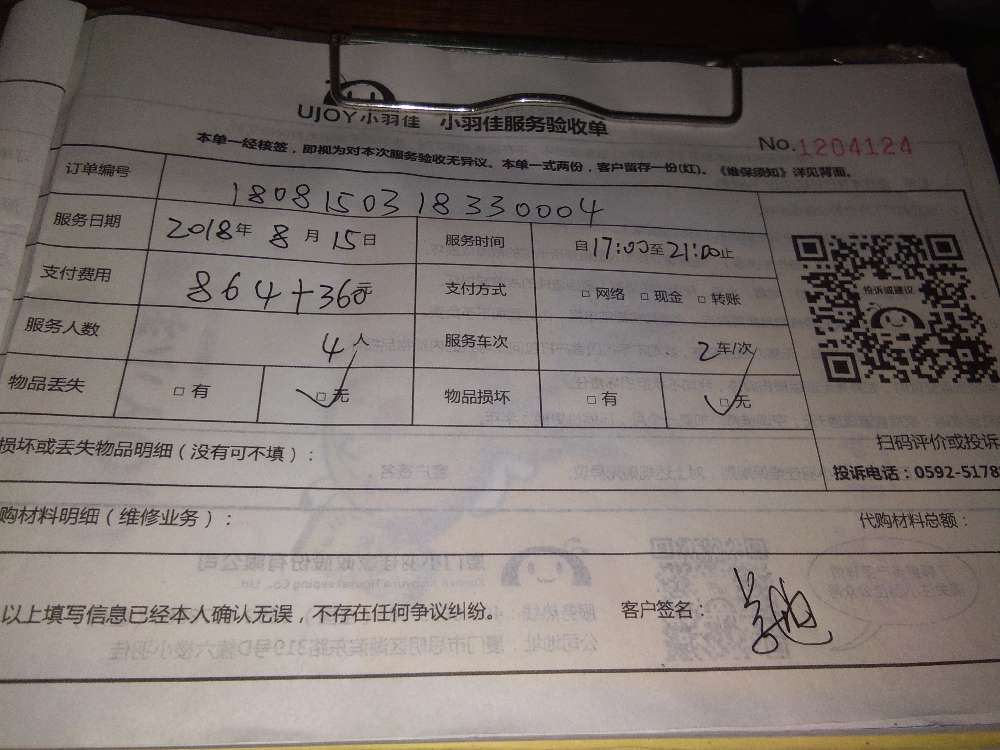 UJOY小羽佳 小羽佳服务验收单
No.1204124
本单一经核签，即视为对本次服务验收无异议。本单一式两份，客户留存一份(红)。《维保须知》详见背面。
订单编号 1808150318330004
服务日期 2018年8月15日 服务时间 自17:00至21:00止
支付费用 864+360 支付方式 □网络 □现金 □转账
投诉或建议
服务人数 4人 服务车次 2车/次
物品丢失 □有 □无 物品损坏 □有 □无
损坏或丢失物品明细（没有可不填）：
扫码评价或投诉
投诉电话：0592-5178
购材料明细（维修业务）：
代购材料总额：
以上填写信息已经本人确认无误，不存在任何争议纠纷。 客户签名：